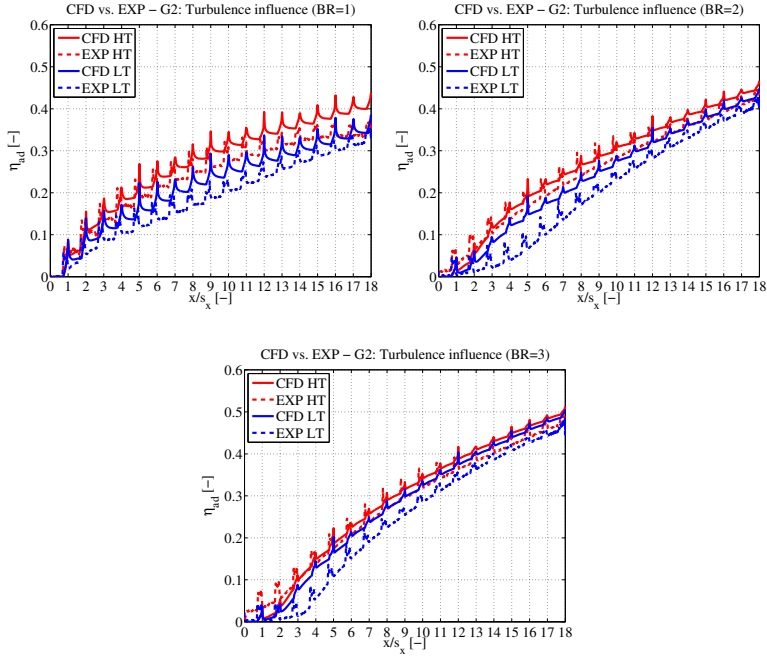 CFD vs. EXP − G2: Turbulence influence (BR=1)
0.6
0.5
0.4
0.3
0.2
0.1
0
η_ad [−]
CFD HT
EXP HT
CFD LT
EXP LT
0 1 2 3 4 5 6 7 8 9 10 11 12 13 14 15 16 17 18
x/s_x [−]
CFD vs. EXP − G2: Turbulence influence (BR=2)
0.6
0.5
0.4
0.3
0.2
0.1
0
η_ad [−]
CFD HT
EXP HT
CFD LT
EXP LT
0 1 2 3 4 5 6 7 8 9 10 11 12 13 14 15 16 17 18
x/s_x [−]
CFD vs. EXP − G2: Turbulence influence (BR=3)
0.6
0.5
0.4
0.3
0.2
0.1
0
η_ad [−]
CFD HT
EXP HT
CFD LT
EXP LT
0 1 2 3 4 5 6 7 8 9 10 11 12 13 14 15 16 17 18
x/s_x [−]